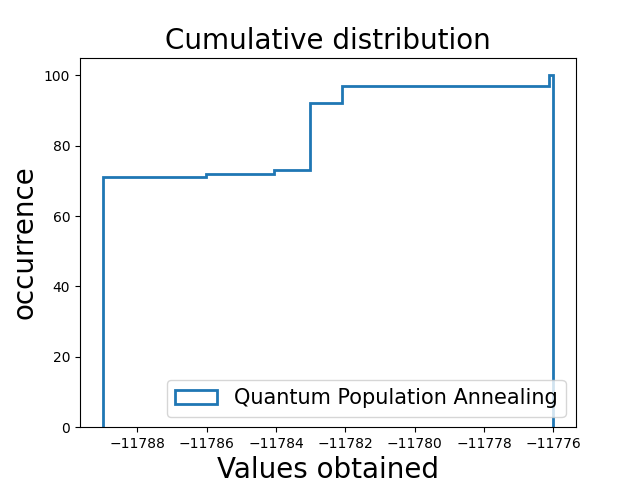 Cumulative distribution
occurrence
100
80
60
40
20
0
Quantum Population Annealing
−11788 −11786 −11784 −11782 −11780 −11778 −11776
Values obtained